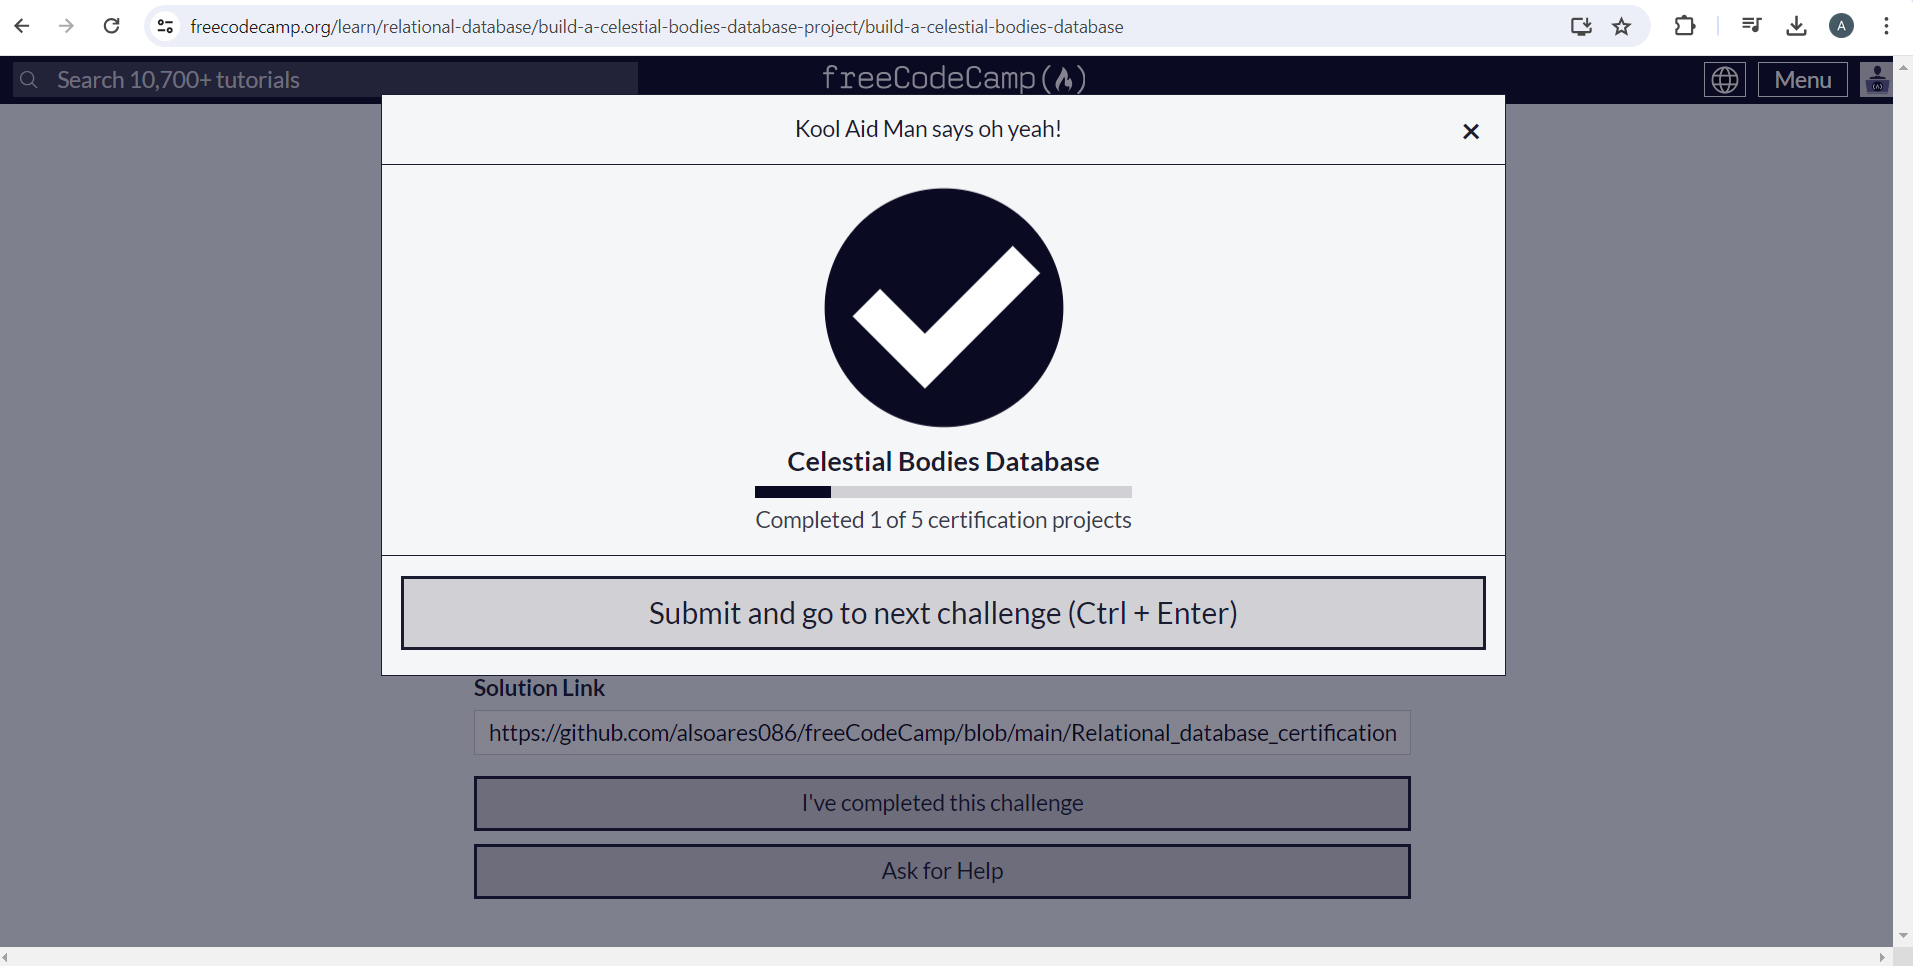 freecodecamp.org/learn/relational-database/build-a-celestial-bodies-database-project/build-a-celestial-bodies-database
A
Search 10,700+ tutorials
freeCodeCamp
Menu
Kool Aid Man says oh yeah!
Celestial Bodies Database
Completed 1 of 5 certification projects
Submit and go to next challenge (Ctrl + Enter)
Solution Link
https://github.com/alsoares086/freeCodeCamp/blob/main/Relational_database_certification
I've completed this challenge
Ask for Help